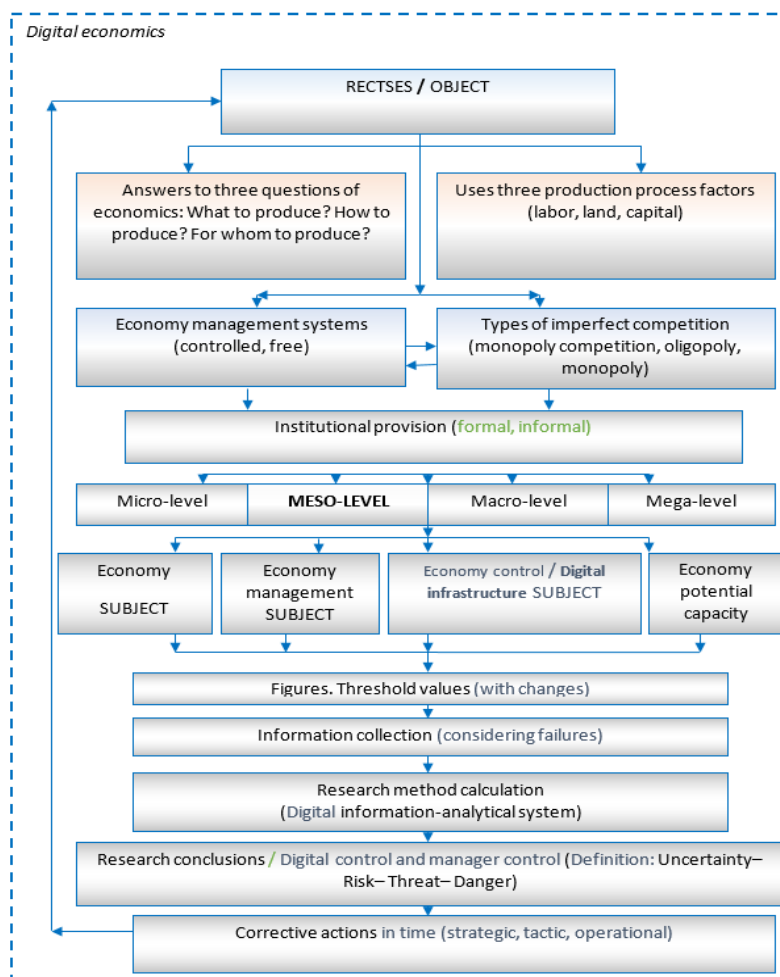 Digital economics
RECTSES / OBJECT
Answers to three questions of
economics: What to produce? How to
produce? For whom to produce?
Uses three production process factors
(labor, land, capital)
Economy management systems
(controlled, free)
Types of imperfect competition
(monopoly competition, oligopoly,
monopoly)
Institutional provision (formal, informal)
Micro-level
MESO-LEVEL
Macro-level
Mega-level
Economy
SUBJECT
Economy
management
SUBJECT
Economy control / Digital
infrastructure SUBJECT
Economy
potential
capacity
Figures. Threshold values (with changes)
Information collection (considering failures)
Research method calculation
(Digital information-analytical system)
Research conclusions / Digital control and manager control (Definition: Uncertainty–
Risk– Threat– Danger)
Corrective actions in time (strategic, tactic, operational)